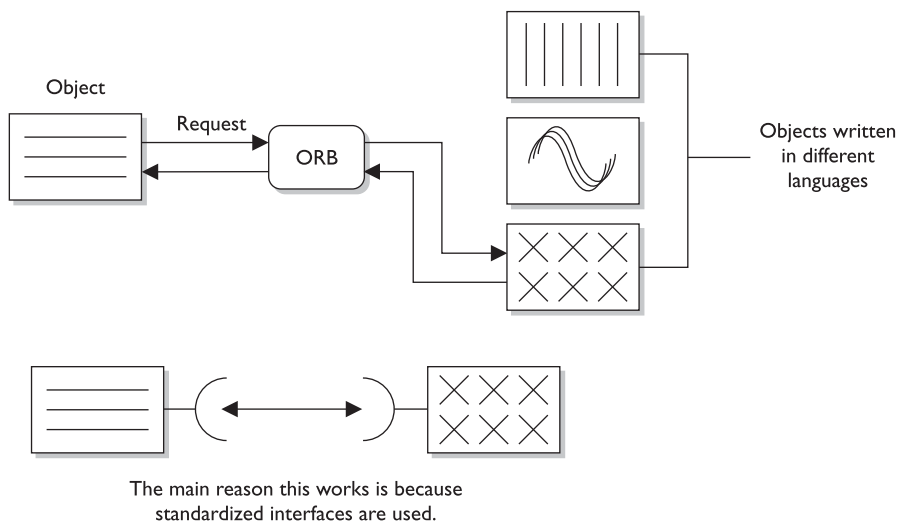 Object
Request
ORB
Objects written
in different
languages
The main reason this works is because
standardized interfaces are used.